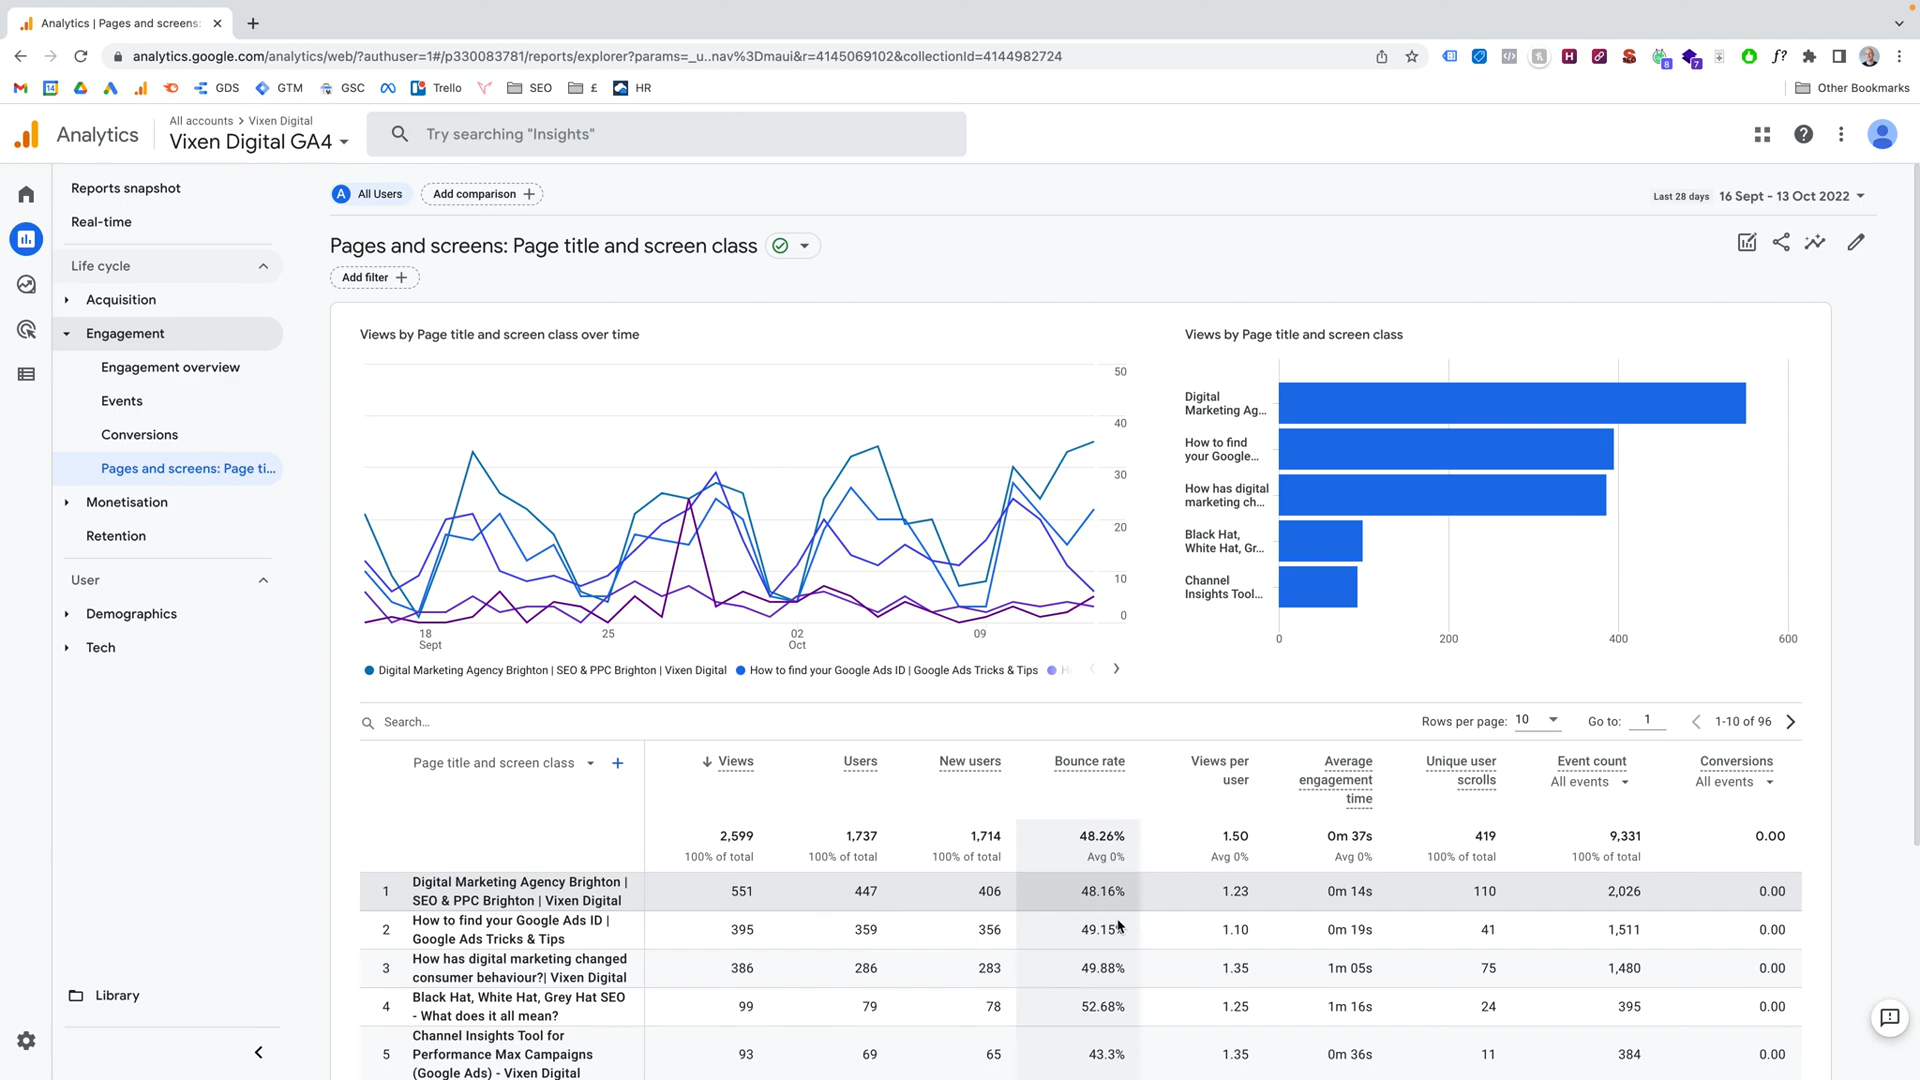 Analytics | Pages and screens:
analytics.google.com/analytics/web/?authuser=1#/p330083781/reports/explorer?params=_u..nav%3Dmaui&r=4145069102&collectionId=4144982724
8
7
f?
14
GDS
GTM
GSC
Trello
SEO
£
HR
Other Bookmarks
Analytics
All accounts > Vixen Digital
Vixen Digital GA4
Try searching "Insights"
Reports snapshot
Real-time
Life cycle
Acquisition
Engagement
Engagement overview
Events
Conversions
Pages and screens: Page ti...
Monetisation
Retention
User
Demographics
Tech
Library
A All Users
Add comparison +
Last 28 days 16 Sept - 13 Oct 2022
Pages and screens: Page title and screen class
Add filter +
Views by Page title and screen class over time
50
40
30
20
10
0
18
Sept
25
02
Oct
09
Digital Marketing Agency Brighton | SEO & PPC Brighton | Vixen Digital
How to find your Google Ads ID | Google Ads Tricks & Tips
Views by Page title and screen class
Digital
Marketing Ag...
How to find
your Google...
How has digital
marketing ch...
Black Hat,
White Hat, Gr...
Channel
Insights Tool...
0
200
400
600
Search...
Rows per page: 10
Go to: 1
1-10 of 96
Page title and screen class +
Views
Users
New users
Bounce rate
Views per
user
Average
engagement
time
Unique user
scrolls
Event count
All events
Conversions
All events
2,599 1,737 1,714 48.26% 1.50 0m 37s 419 9,331 0.00
100% of total 100% of total 100% of total Avg 0% Avg 0% Avg 0% 100% of total 100% of total
1 Digital Marketing Agency Brighton |
SEO & PPC Brighton | Vixen Digital
551 447 406 48.16% 1.23 0m 14s 110 2,026 0.00
2 How to find your Google Ads ID |
Google Ads Tricks & Tips
395 359 356 49.15% 1.10 0m 19s 41 1,511 0.00
3 How has digital marketing changed
consumer behaviour?| Vixen Digital
386 286 283 49.88% 1.35 1m 05s 75 1,480 0.00
4 Black Hat, White Hat, Grey Hat SEO
- What does it all mean?
99 79 78 52.68% 1.25 1m 16s 24 395 0.00
5 Channel Insights Tool for
Performance Max Campaigns
(Google Ads) - Vixen Digital
93 69 65 43.3% 1.35 0m 36s 11 384 0.00